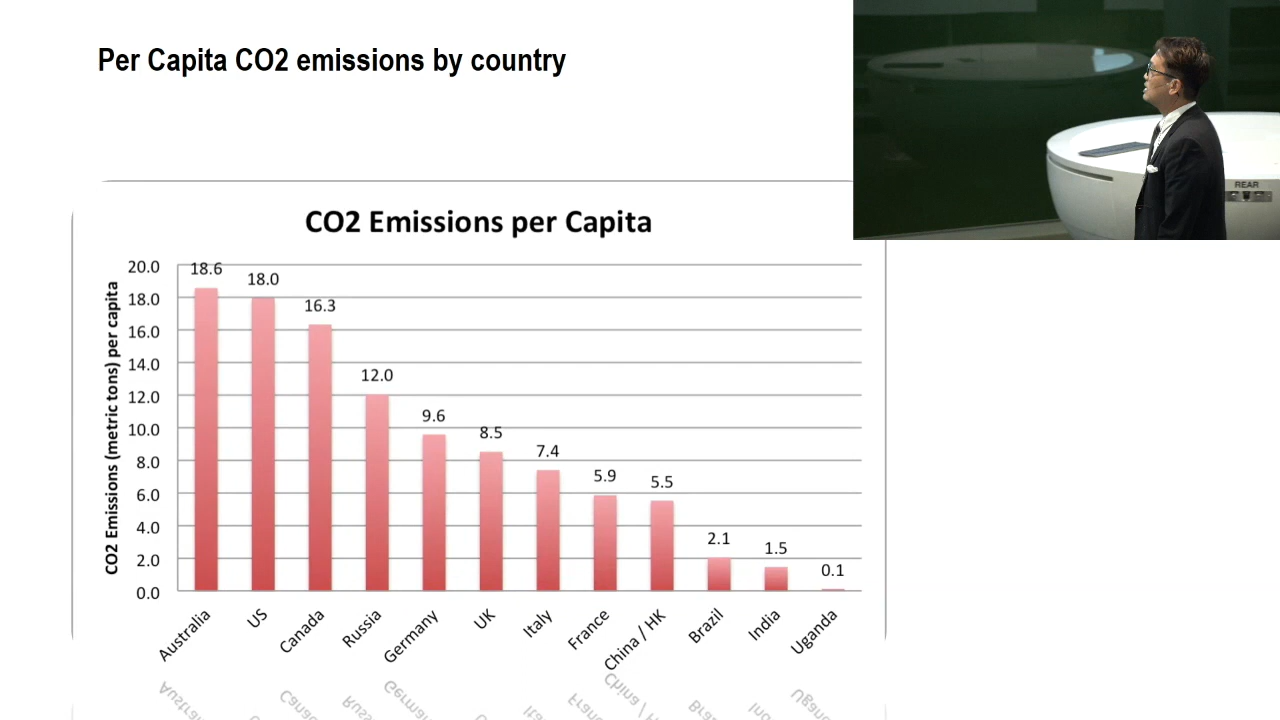 Per Capita CO2 emissions by country
REAR
CO2 Emissions per Capita
CO2 Emissions (metric tons) per capita
20.0
18.0
16.0
14.0
12.0
10.0
8.0
6.0
4.0
2.0
0.0
18.6
18.0
16.3
12.0
9.6
8.5
7.4
5.9
5.5
2.1
1.5
0.1
Australia
US
Canada
Russia
Germany
UK
Italy
France
China / HK
Brazil
India
Uganda